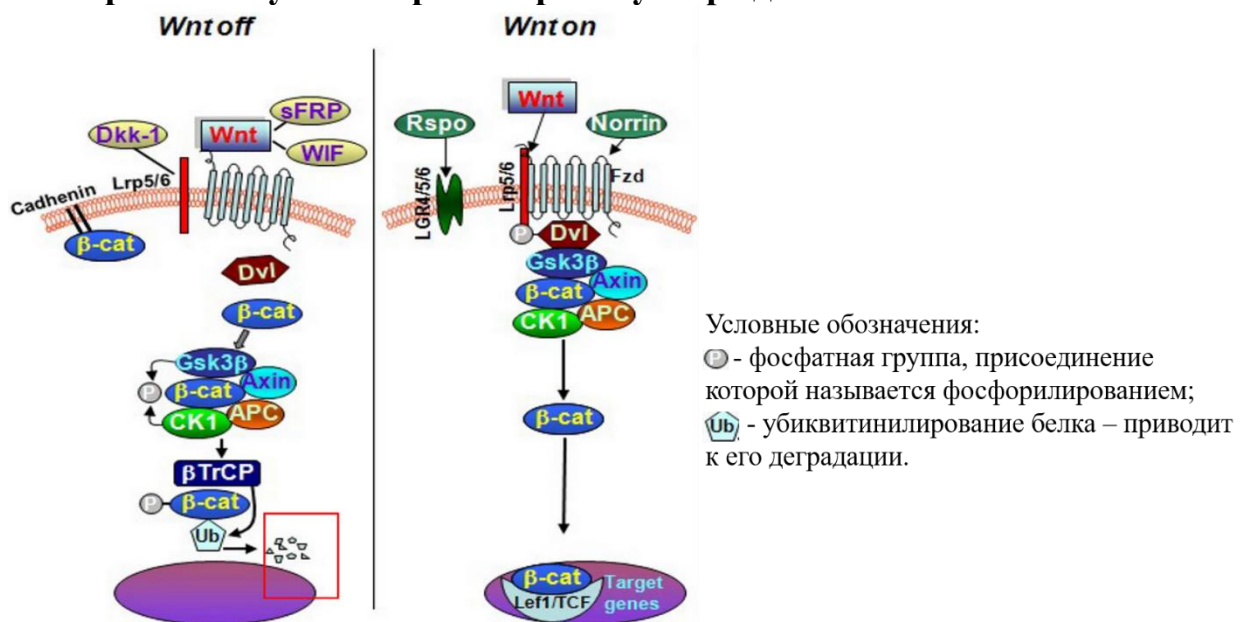 Wnt off
Wnt on
Wnt
sFRP
WIF
Dkk-1
Lrp5/6
Cadhenin
β-cat
Dvl
β-cat
Gsk3β
β-cat
Axin
APC
CK1
P
βTrCP
P
β-cat
Ub
Wnt
Rspo
Norrin
LGR4/5/6
Lrp5/6
Fzd
P
Dvl
Gsk3β
β-cat
Axin
APC
CK1
β-cat
β-cat
Lef1/TCF
Target
genes
Условные обозначения:
P - фосфатная группа, присоединение
которой называется фосфорилированием;
Ub - убиквитинилирование белка – приводит
к его деградации.